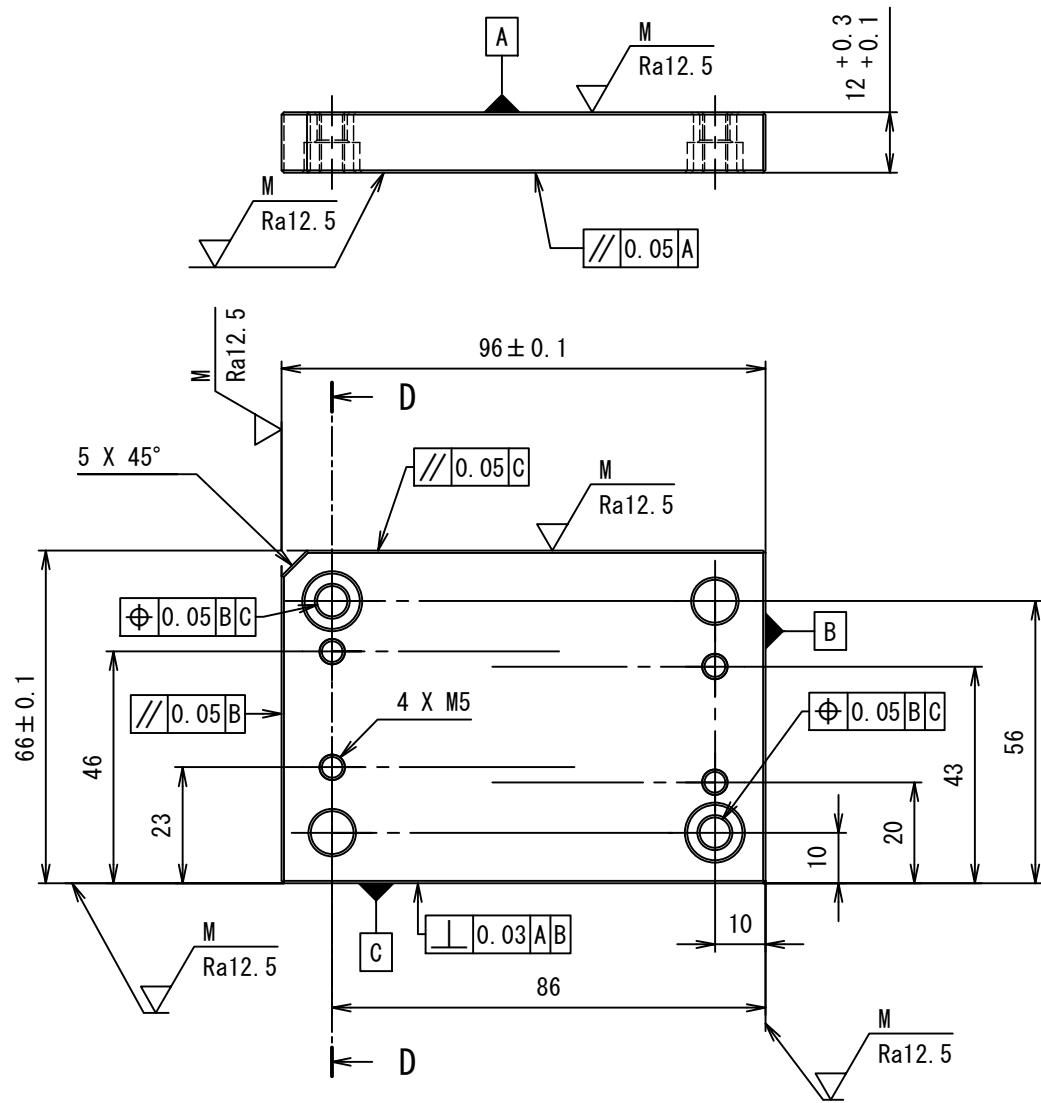 A
M
Ra12.5
12 +0.3 +0.1
M
Ra12.5
// 0.05 A
M
Ra12.5
96±0.1
D
5 X 45°
// 0.05 C
M
Ra12.5
⌖ 0.05 B C
B
// 0.05 B
4 X M5
⌖ 0.05 B C
66±0.1
46
23
56
43
20
10
M
Ra12.5
C
⊥ 0.03 A B
10
86
M
Ra12.5
D